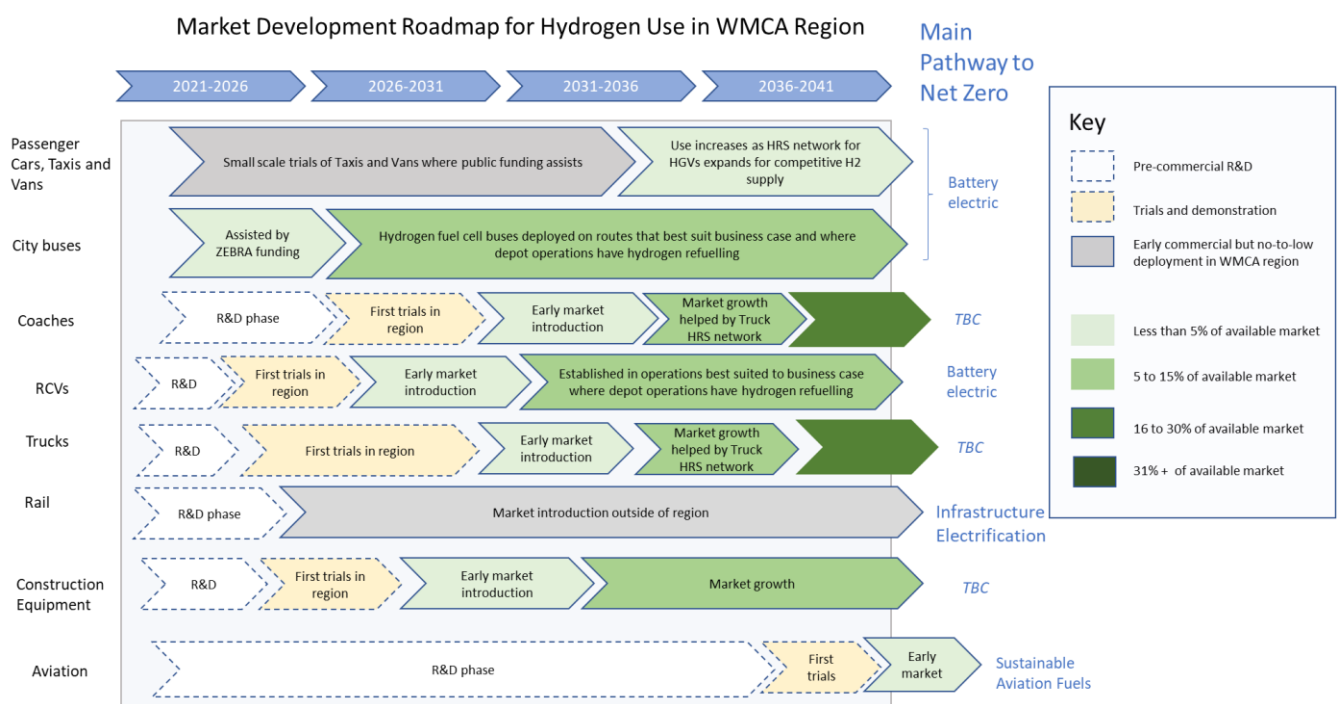 Market Development Roadmap for Hydrogen Use in WMCA Region
Main
Pathway to
Net Zero
2021-2026
2026-2031
2031-2036
2036-2041
Passenger
Cars, Taxis and
Vans
Small scale trials of Taxis and Vans where public funding assists
Use increases as HRS network for
HGVs expands for competitive H2
supply
Battery
electric
City buses
Assisted by
ZEBRA funding
Hydrogen fuel cell buses deployed on routes that best suit business case and where
depot operations have hydrogen refuelling
Coaches
R&D phase
First trials in
region
Early market
introduction
Market growth
helped by Truck
HRS network
TBC
RCVs
R&D
First trials in
region
Early market
introduction
Established in operations best suited to business case
where depot operations have hydrogen refuelling
Battery
electric
Trucks
R&D
First trials in region
Early market
introduction
Market growth
helped by Truck
HRS network
TBC
Rail
R&D phase
Market introduction outside of region
Infrastructure
Electrification
Construction
Equipment
R&D
First trials in
region
Early market
introduction
Market growth
TBC
Aviation
R&D phase
First
trials
Early
market
Sustainable
Aviation Fuels
Key
Pre-commercial R&D
Trials and demonstration
Early commercial but no-to-low
deployment in WMCA region
Less than 5% of available market
5 to 15% of available market
16 to 30% of available market
31% + of available market